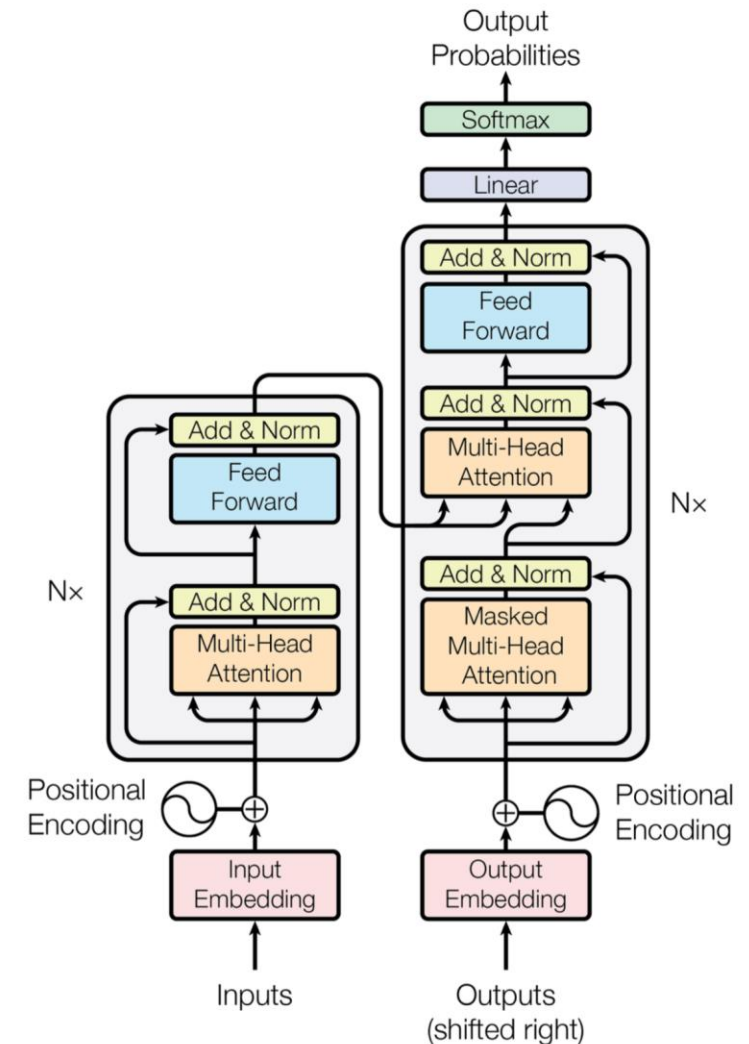 Output
Probabilities
Softmax
Linear
Add & Norm
Feed
Forward
Add & Norm
Multi-Head
Attention
N×
Add & Norm
Masked
Multi-Head
Attention
Add & Norm
Feed
Forward
N×
Add & Norm
Multi-Head
Attention
Positional
Encoding
Positional
Encoding
Input
Embedding
Output
Embedding
Inputs
Outputs
(shifted right)